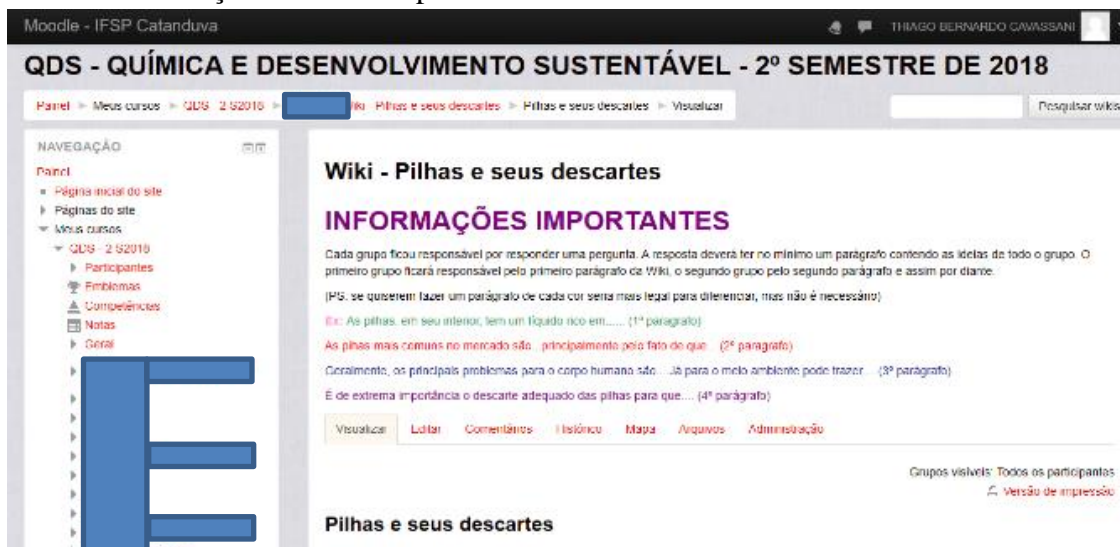 Moodle - IFSP Catanduva
THIAGO BERNARDO CAVASSANI
QDS - QUÍMICA E DESENVOLVIMENTO SUSTENTÁVEL - 2º SEMESTRE DE 2018
Painel Meus cursos QDS - 2 S2018 Wiki - Pilhas e seus descartes Pilhas e seus descartes Visualizar
Pesquisar wikis
NAVEGAÇÃO
Painel
Página inicial do site
Páginas do site
Meus cursos
QDS - 2 S2018
Participantes
Emblemas
Competências
Notas
Geral
Wiki - Pilhas e seus descartes
INFORMAÇÕES IMPORTANTES
Cada grupo ficou responsável por responder uma pergunta. A resposta deverá ter no mínimo um parágrafo contendo as ideias de todo o grupo. O
primeiro grupo ficará responsável pelo primeiro parágrafo da Wiki, o segundo grupo pelo segundo parágrafo e assim por diante.
(PS. se quiserem fazer um parágrafo de cada cor seria mais legal para diferenciar, mas não é necessário)
Ex: As pilhas, em seu interior, tem um líquido rico em...... (1º paragrafo)
As pilhas mais comuns no mercado são.. principalmente pelo fato de que... (2º paragrafo)
Geralmente, os principais problemas para o corpo humano são... Já para o meio ambiente pode trazer... (3º parágrafo)
É de extrema importância o descarte adequado das pilhas para que.... (4º parágrafo)
Visualizar Editar Comentários Histórico Mapa Arquivos Administração
Grupos visíveis: Todos os participantes
Versão de impressão
Pilhas e seus descartes